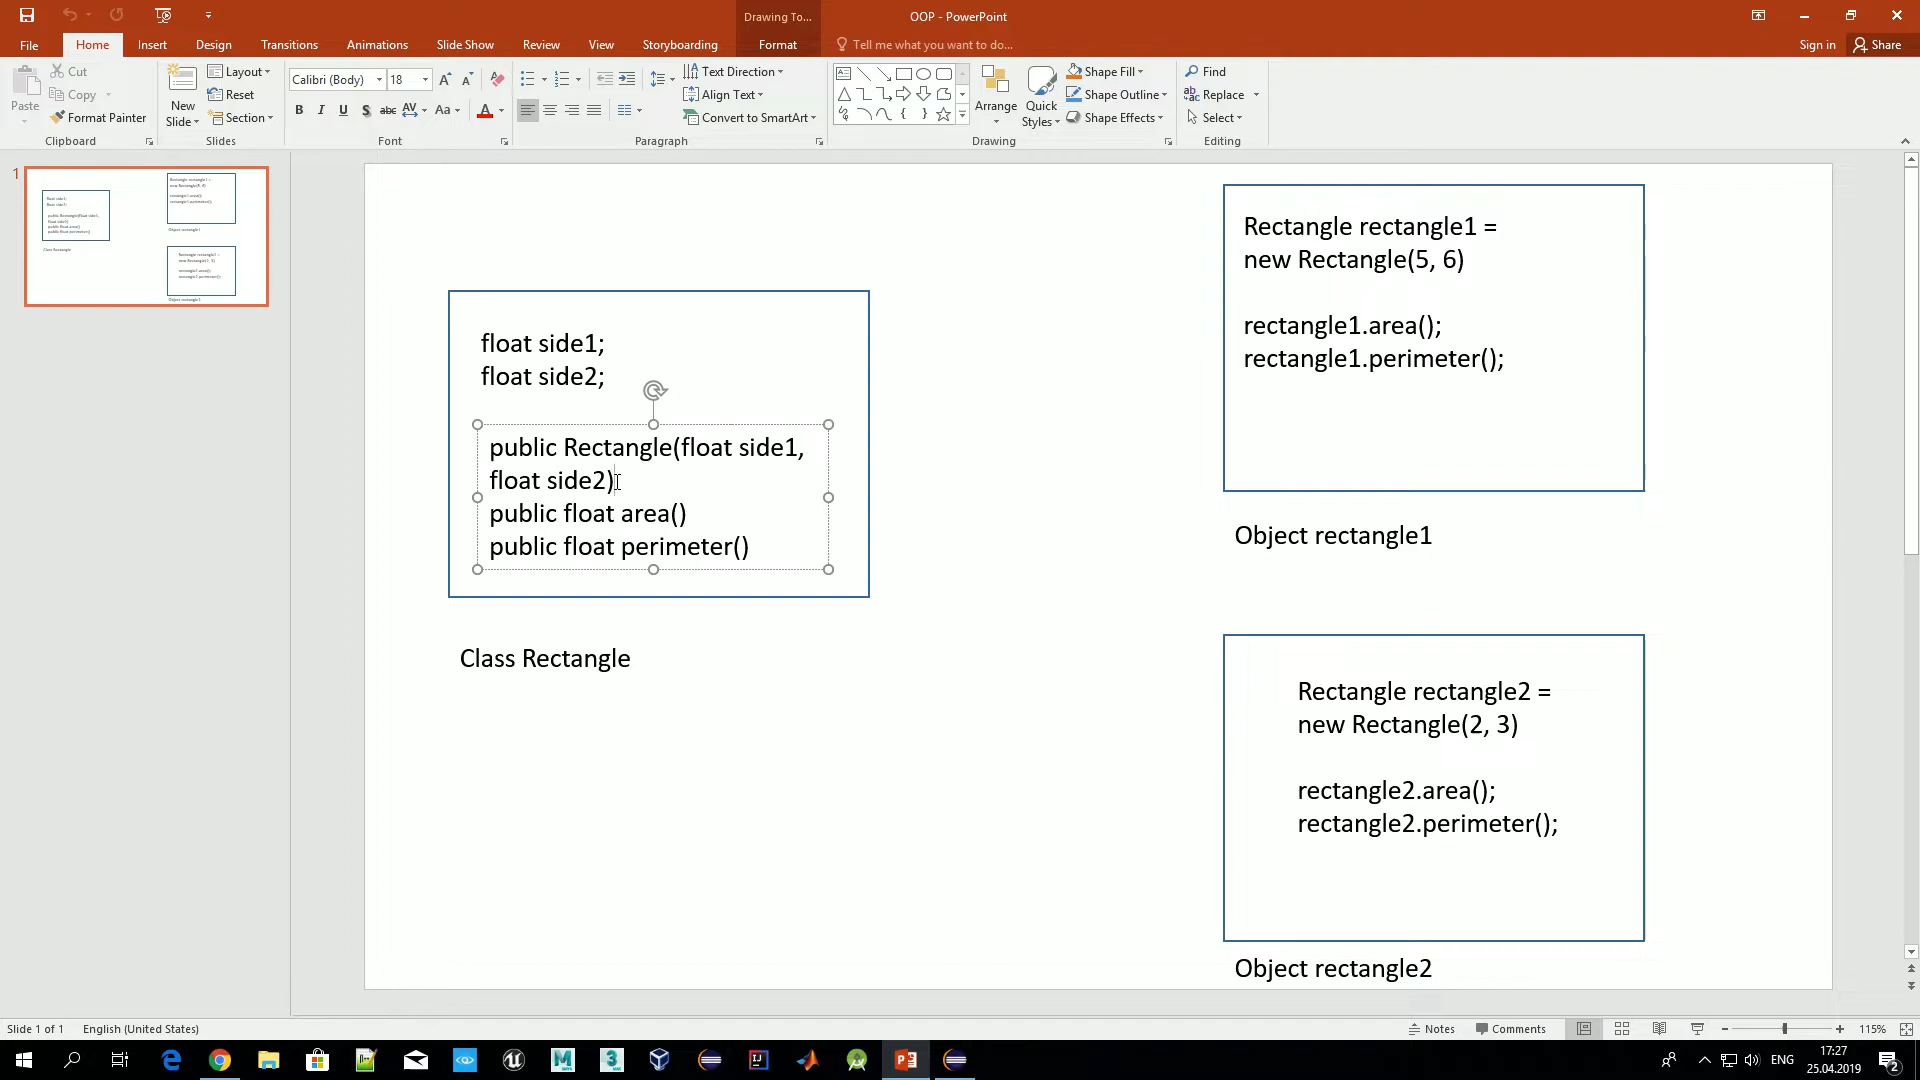 Drawing To...
OOP - PowerPoint
File
Home
Insert
Design
Transitions
Animations
Slide Show
Review
View
Storyboarding
Format
Tell me what you want to do...
Sign in
Share
Paste
Cut
Copy
Format Painter
Clipboard
New
Slide
Layout
Reset
Section
Slides
Calibri (Body)
18
Font
Text Direction
Align Text
Convert to SmartArt
Paragraph
Arrange
Quick
Styles
Shape Fill
Shape Outline
Shape Effects
Drawing
Find
Replace
Select
Editing
1
float side1;
float side2;
public Rectangle(float side1,
float side2)
public float area()
public float perimeter()
Class Rectangle
Rectangle rectangle1 =
new Rectangle(5, 6)
rectangle1.area();
rectangle1.perimeter();
Object rectangle1
Rectangle rectangle2 =
new Rectangle(2, 3)
rectangle2.area();
rectangle2.perimeter();
Object rectangle2
Slide 1 of 1
English (United States)
Notes
Comments
115%
ENG
17:27
25.04.2019
2